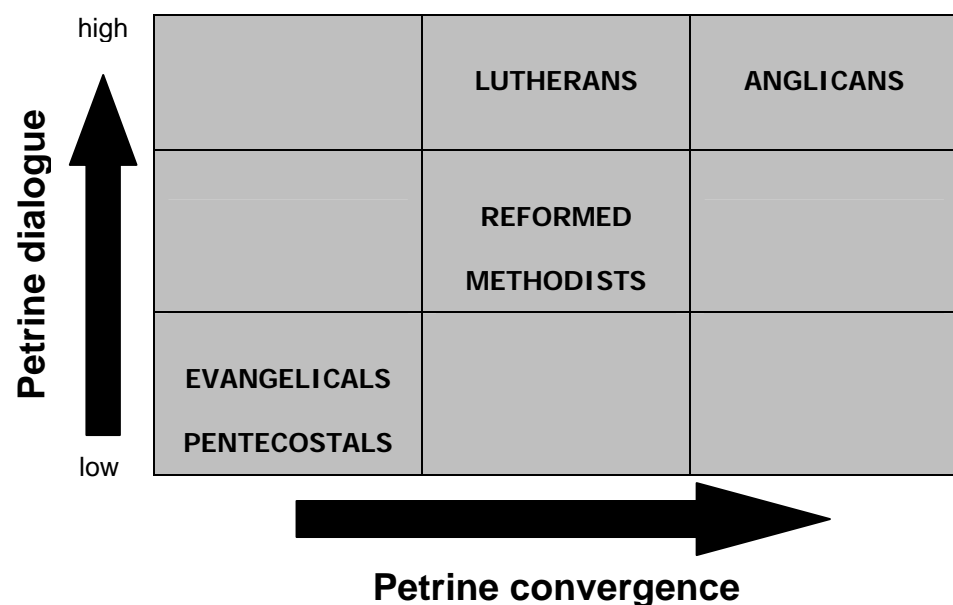 high
LUTHERANS
ANGLICANS
Petrine dialogue
REFORMED
METHODISTS
EVANGELICALS
PENTECOSTALS
low
Petrine convergence